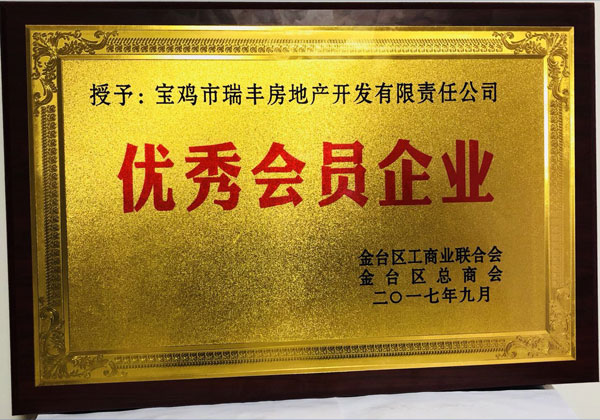 授予：宝鸡市瑞丰房地产开发有限责任公司
优秀会员企业
金台区工商业联合会
金台区总商会
二〇一七年九月